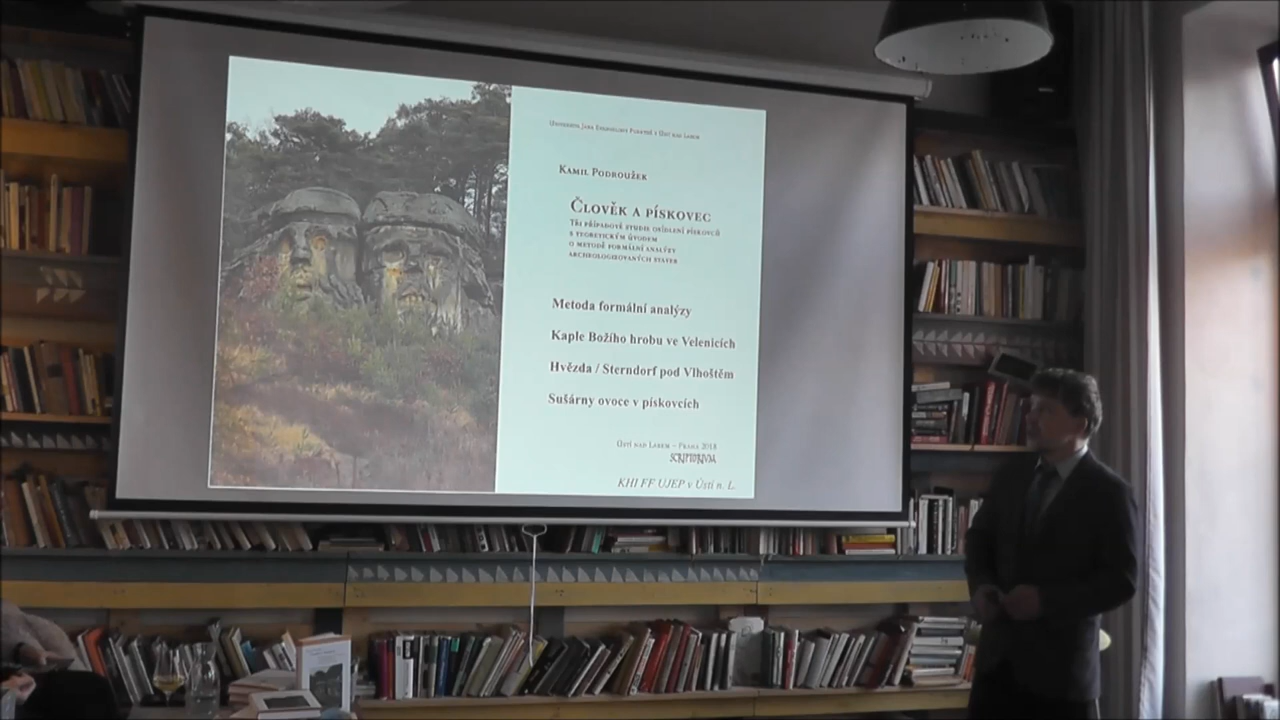 Univerzita Jana Evangelisty Purkyně v Ústí nad Labem
Kamil Podroužek
Člověk a pískovec
Tři případové studie osídlení pískovců
s teoretickým úvodem
o metodě formální analýzy
archeologizovaných staveb
Metoda formální analýzy
Kaple Božího hrobu ve Velenicích
Hvězda / Sterndorf pod Vlhoštěm
Sušárny ovoce v pískovcích
Ústí nad Labem – Praha 2018
SCRIPTORIVM
KHI FF UJEP v Ústí n. L.